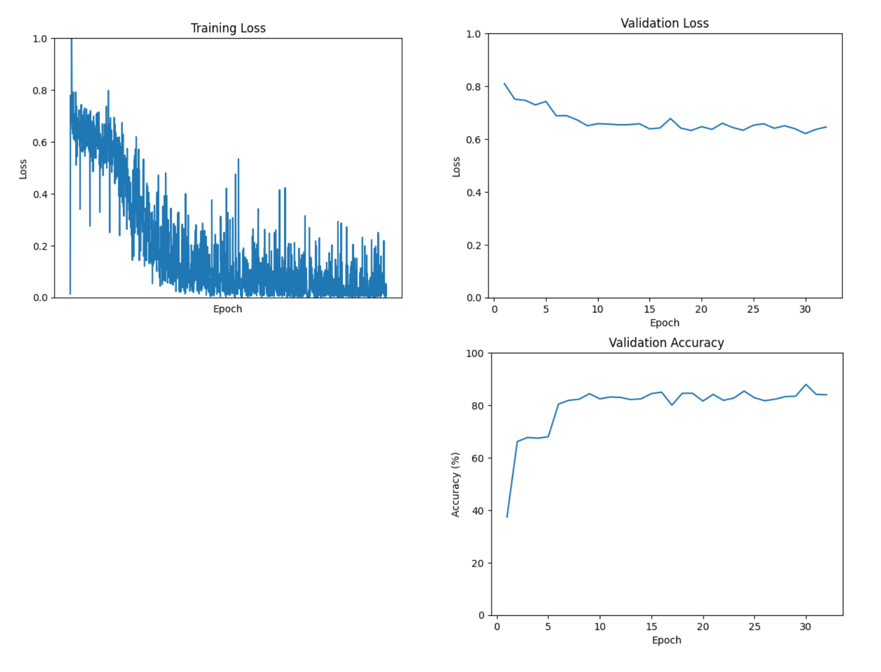 Training Loss
1.0
0.8
0.6
0.4
0.2
0.0
Loss
Epoch
Validation Loss
1.0
0.8
0.6
0.4
0.2
0.0
Loss
0 5 10 15 20 25 30
Epoch
Validation Accuracy
100
80
60
40
20
0
Accuracy (%)
0 5 10 15 20 25 30
Epoch